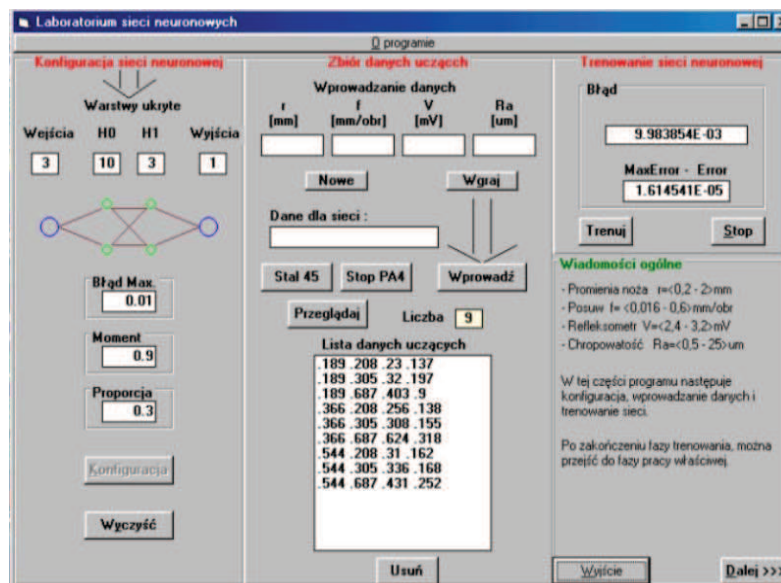 Laboratorium sieci neuronowych
O programie
Konfiguracja sieci neuronowej
Warstwy ukryte
Wejścia H0 H1 Wyjścia
3 10 3 1
Błąd Max.
0.01
Moment
0.9
Proporcja
0.3
Konfiguracja
Wyczyść
Zbiór danych uczącch
Wprowadzanie danych
r f V Ra
[mm] [mm/obr] [mV] [um]
Nowe Wgraj
Dane dla sieci :
Stal 45 Stop PA4 Wprowadź
Przeglądaj Liczba 9
Lista danych uczących
.189 .208 .23 .137
.189 .305 .32 .197
.189 .687 .403 .9
.366 .208 .256 .138
.366 .305 .308 .155
.366 .687 .624 .318
.544 .208 .31 .162
.544 .305 .336 .168
.544 .687 .431 .252
Usuń
Trenowanie sieci neuronowej
Błąd
9.983854E-03
MaxError - Error
1.614541E-05
Trenuj Stop
Wiadomości ogólne
- Promienia noża r=<0,2 - 2>mm
- Posuw f= <0,016 - 0,6>mm/obr
- Refleksometr V=<2,4 - 3,2>mV
- Chropowatość Ra=<0,5 - 25>um
W tej części programu następuje
konfiguracja, wprowadzanie danych i
trenowanie sieci.
Po zakończeniu fazy trenowania, można
przejść do fazy pracy właściwej.
Wyjście Dalej >>>